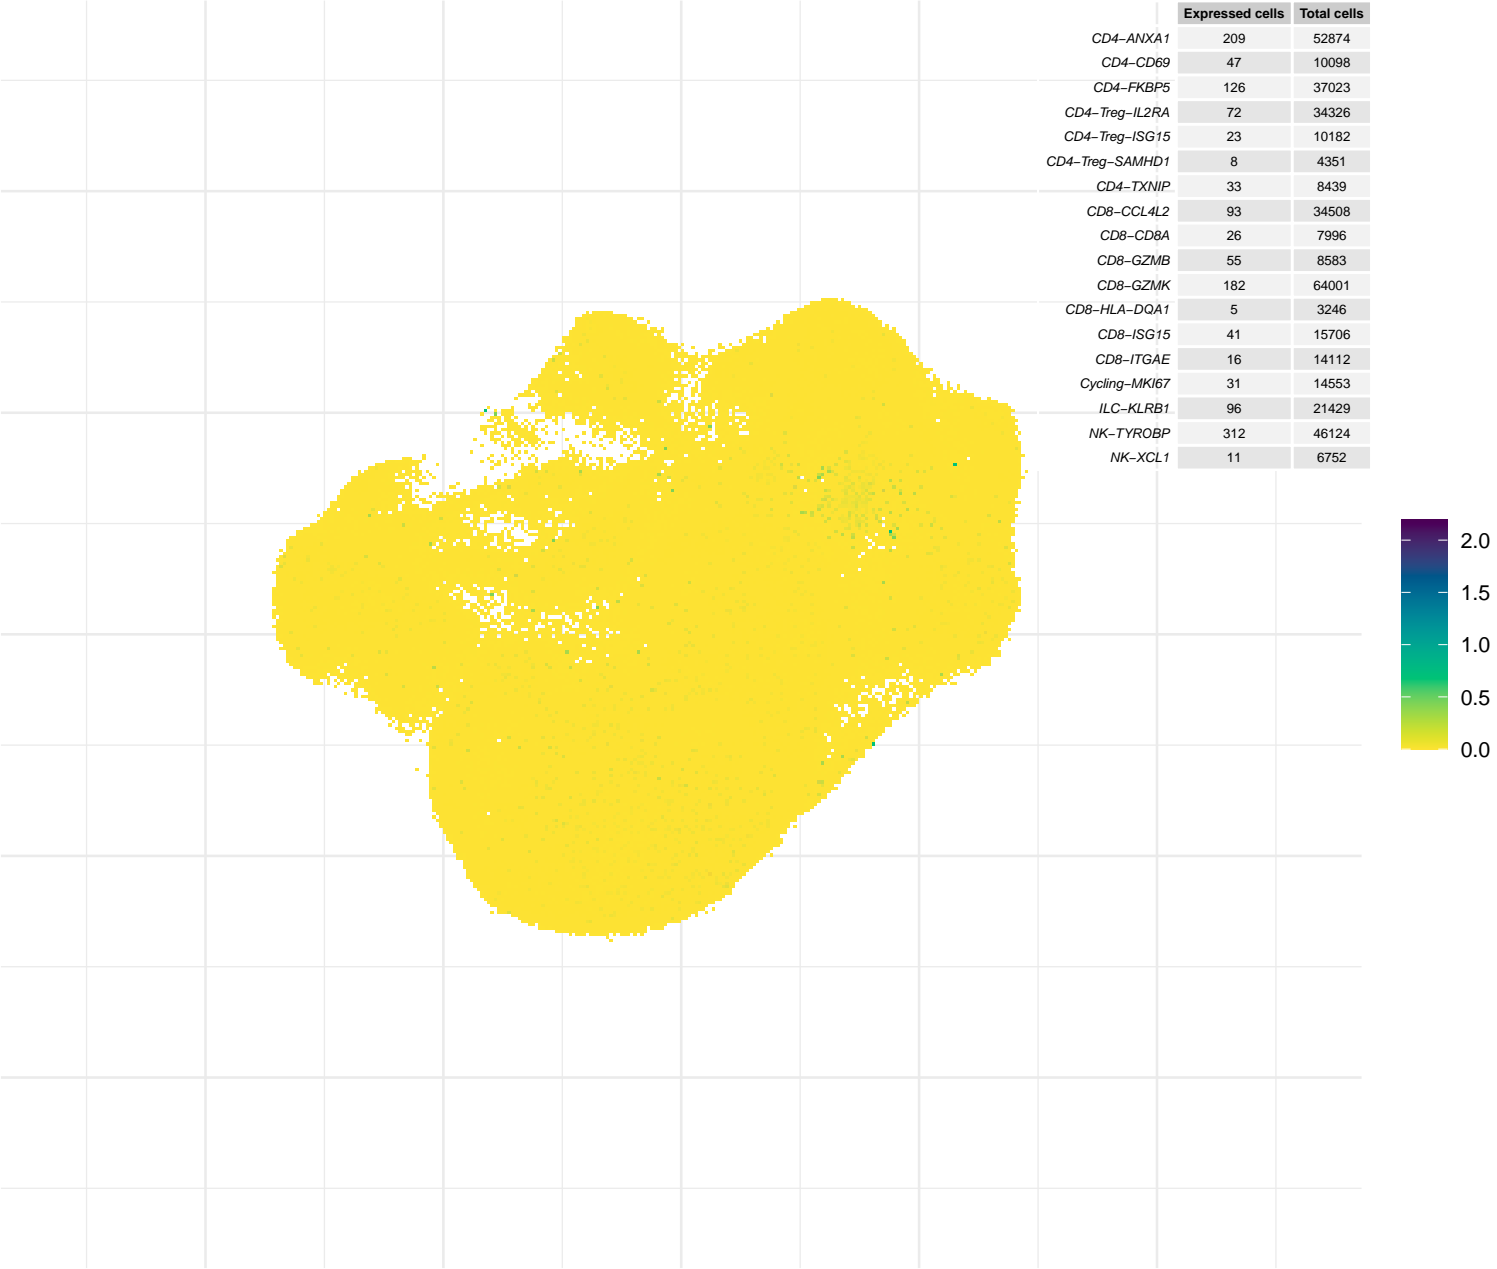 Expressed cells Total cells
CD4−ANXA1 209 52874
CD4−CD69 47 10098
CD4−FKBP5 126 37023
CD4−Treg−IL2RA 72 34326
CD4−Treg−ISG15 23 10182
CD4−Treg−SAMHD1 8 4351
CD4−TXNIP 33 8439
CD8−CCL4L2 93 34508
CD8−CD8A 26 7996
CD8−GZMB 55 8583
CD8−GZMK 182 64001
CD8−HLA−DQA1 5 3246
CD8−ISG15 41 15706
CD8−ITGAE 16 14112
Cycling−MKI67 31 14553
ILC−KLRB1 96 21429
NK−TYROBP 312 46124
NK−XCL1 11 6752
2.0
1.5
1.0
0.5
0.0